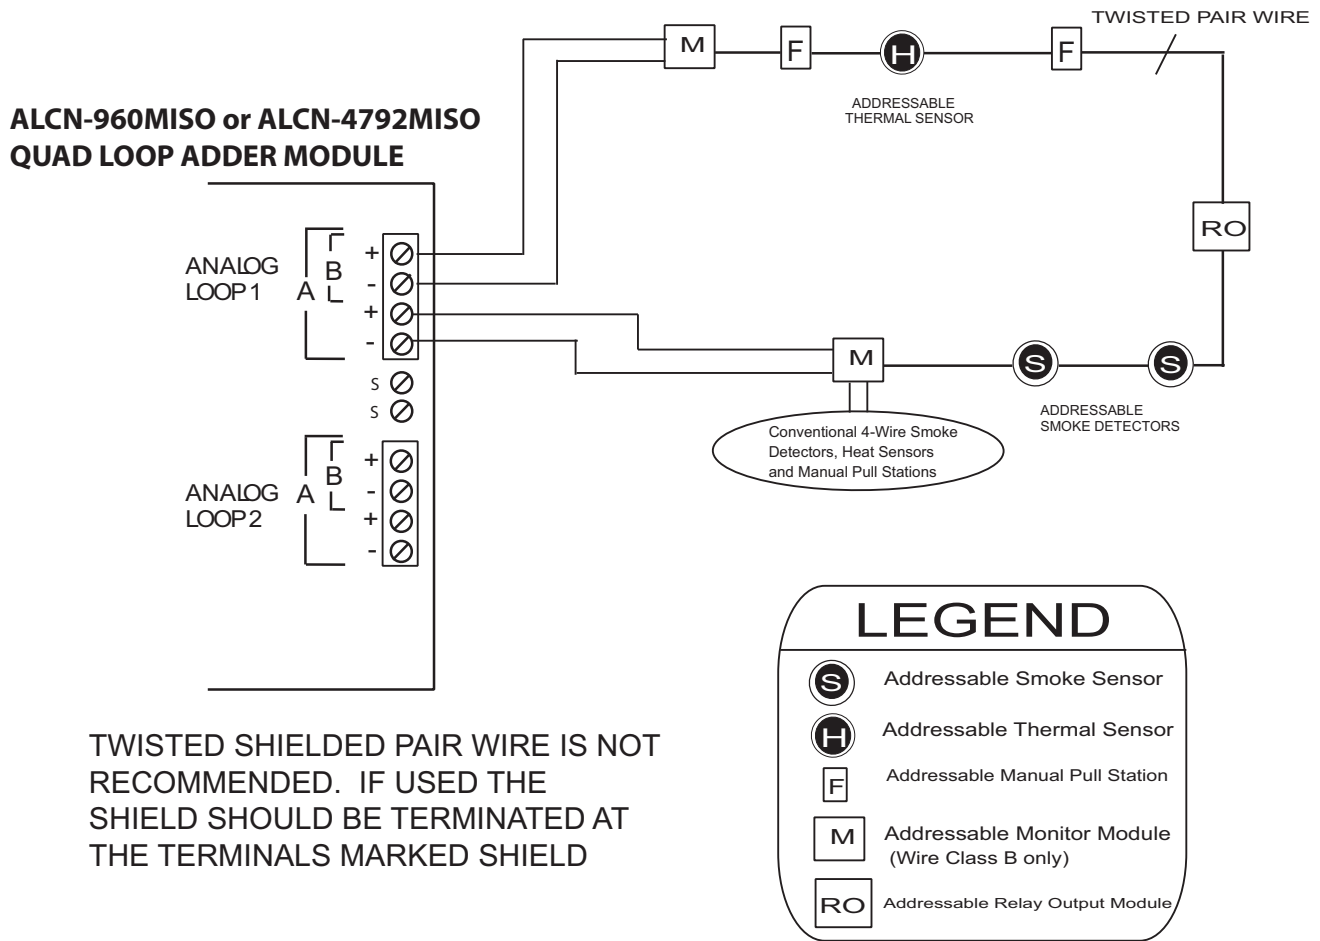 TWISTED PAIR WIRE
M
F
H
F
ADDRESSABLE
THERMAL SENSOR
ALCN-960MISO or ALCN-4792MISO
QUAD LOOP ADDER MODULE
RO
ANALOG
LOOP 1
A
B
+
-
+
-
S
S
M
S
S
ADDRESSABLE
SMOKE DETECTORS
Conventional 4-Wire Smoke
Detectors, Heat Sensors
and Manual Pull Stations
ANALOG
LOOP 2
A
B
+
-
+
-
TWISTED SHIELDED PAIR WIRE IS NOT
RECOMMENDED. IF USED THE
SHIELD SHOULD BE TERMINATED AT
THE TERMINALS MARKED SHIELD
LEGEND
S Addressable Smoke Sensor
H Addressable Thermal Sensor
F Addressable Manual Pull Station
M Addressable Monitor Module
(Wire Class B only)
RO Addressable Relay Output Module